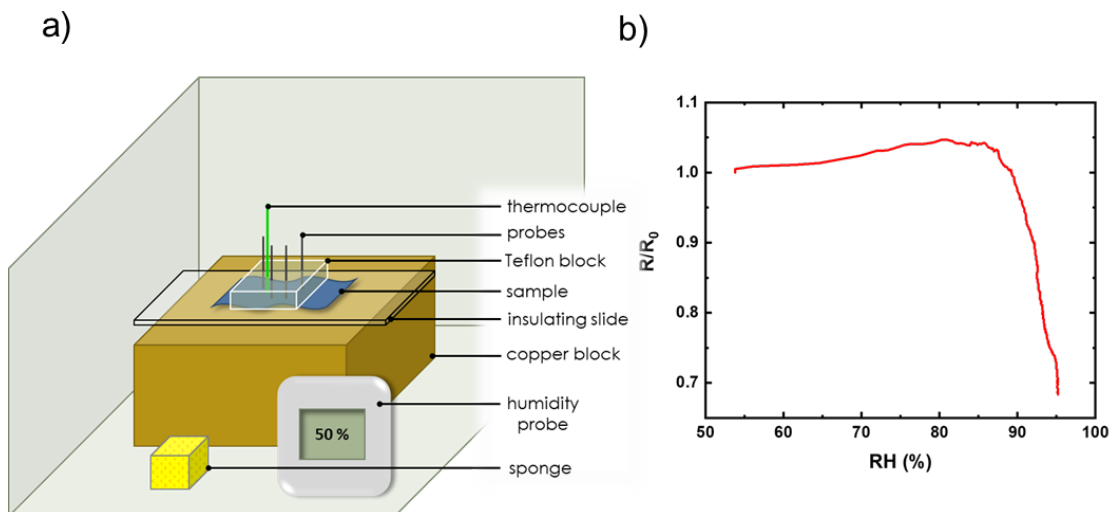 a)
thermocouple
probes
Teflon block
sample
insulating slide
copper block
humidity
probe
50 %
sponge
b)
1.1
1.0
0.9
0.8
0.7
R/R0
50
60
70
80
90
100
RH (%)